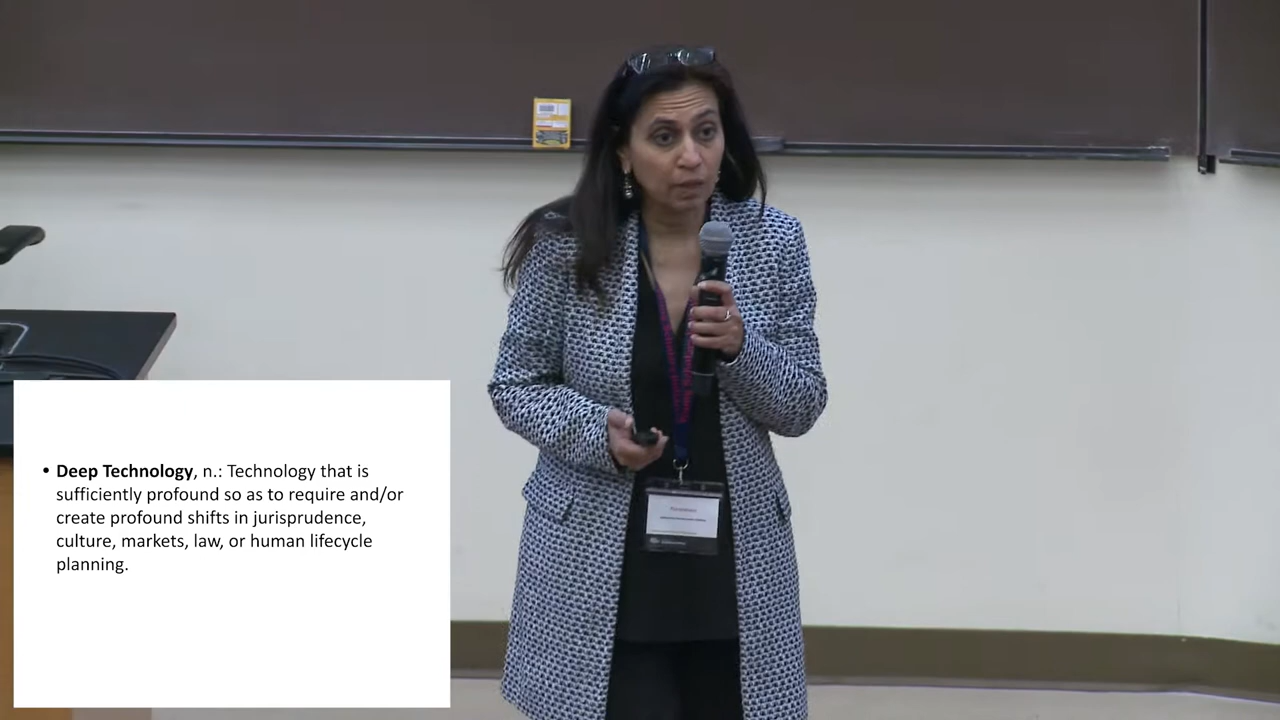 • Deep Technology, n.: Technology that is
sufficiently profound so as to require and/or
create profound shifts in jurisprudence,
culture, markets, law, or human lifecycle
planning.